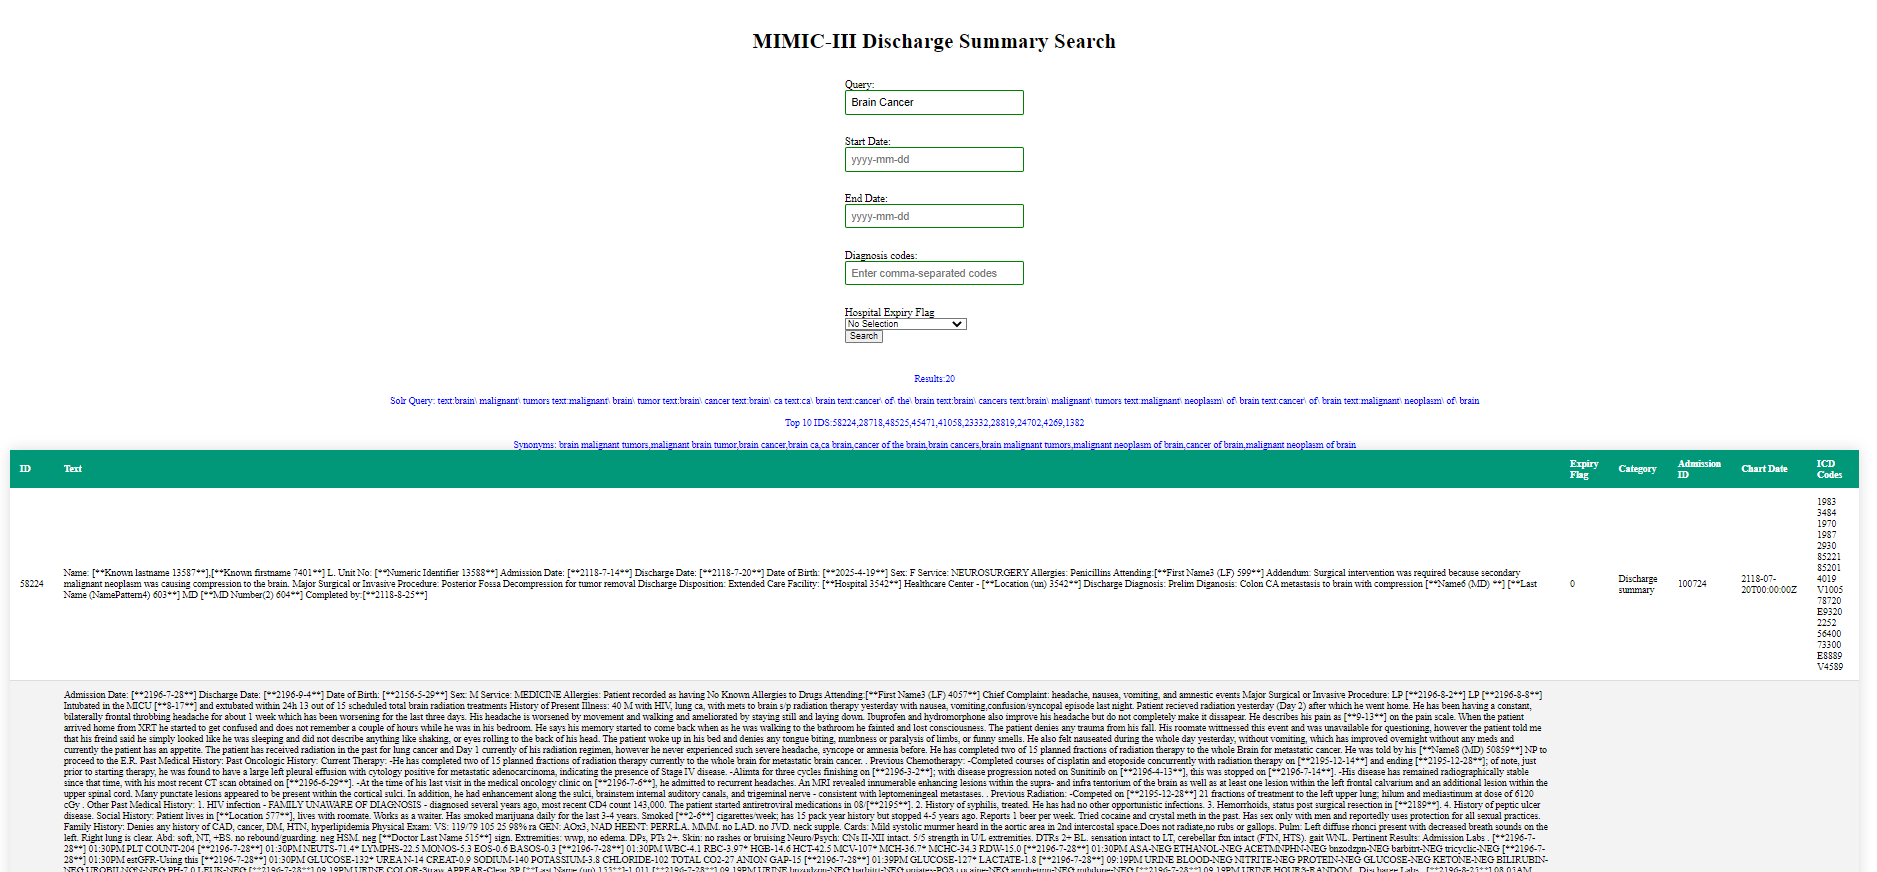 MIMIC-III Discharge Summary Search
Query:
Brain Cancer
Start Date:
yyyy-mm-dd
End Date:
yyyy-mm-dd
Diagnosis codes:
Enter comma-separated codes
Hospital Expiry Flag
No Selection
Search
Results:20
Solr Query: text:brain\ malignant\ tumors text:malignant\ brain\ tumor text:brain\ cancer text:brain\ ca text:ca\ brain text:cancer\ of\ the\ brain text:brain\ cancers text:brain\ malignant\ tumors text:malignant\ neoplasm\ of\ brain text:cancer\ of\ brain text:malignant\ neoplasm\ of\ brain
Top 10 IDS:58224,28718,48525,45471,41058,23332,28819,24702,4269,1382
Synonyms: brain malignant tumors,malignant brain tumor,brain cancer,brain ca,ca brain,cancer of the brain,brain cancers,brain malignant tumors,malignant neoplasm of brain,cancer of brain,malignant neoplasm of brain
ID Text Expiry Flag Category Admission ID Chart Date ICD Codes
58224
Name: [**Known lastname 13587**],[**Known firstname 7401**] L. Unit No: [**Numeric Identifier 13588**] Admission Date: [**2118-7-14**] Discharge Date: [**2118-7-20**] Date of Birth: [**2025-4-19**] Sex: F Service: NEUROSURGERY Allergies: Penicillins Attending:[**First Name3 (LF) 599**] Addendum: Surgical intervention was required because secondary
malignant neoplasm was causing compression to the brain. Major Surgical or Invasive Procedure: Posterior Fossa Decompression for tumor removal Discharge Disposition: Extended Care Facility: [**Hospital 3542**] Healthcare Center - [**Location (un) 3542**] Discharge Diagnosis: Prelim Diganosis: Colon CA metastasis to brain with compression [**Name6 (MD) **] [**Last
Name (NamePattern4) 603**] MD [**MD Number(2) 604**] Completed by:[**2118-8-25**]
0
Discharge
summary
100724
2118-07-
20T00:00:00Z
1983
3484
1970
1987
2930
85221
85201
4019
V1005
78720
E9320
2252
56400
73300
E8889
V4589
Admission Date: [**2196-7-28**] Discharge Date: [**2196-9-4**] Date of Birth: [**2156-5-29**] Sex: M Service: MEDICINE Allergies: Patient recorded as having No Known Allergies to Drugs Attending:[**First Name3 (LF) 4057**] Chief Complaint: headache, nausea, vomiting, and amnestic events Major Surgical or Invasive Procedure: LP [**2196-8-2**] LP [**2196-8-8**]
Intubated in the MICU [**8-17**] and extubated within 24h 13 out of 15 scheduled total brain radiation treatments History of Present Illness: 40 M with HIV, lung ca, with mets to brain s/p radiation therapy yesterday with nausea, vomiting,confusion/syncopal episode last night. Patient recieved radiation yesterday (Day 2) after which he went home. He has been having a constant,
bilaterally frontal throbbing headache for about 1 week which has been worsening for the last three days. His headache is worsened by movement and walking and ameliorated by staying still and laying down. Ibuprofen and hydromorphone also improve his headache but do not completely make it dissapear. He describes his pain as [**9-13**] on the pain scale. When the patient
arrived home from XRT he started to get confused and does not remember a couple of hours while he was in his bedroom. He says his memory started to come back when as he was walking to the bathroom he fainted and lost consciousness. The patient denies any trauma from his fall. His roomate witnessed this event and was unavailable for questioning, however the patient told me
that his freind said he simply looked like he was sleeping and did not describe anything like shaking, or eyes rolling to the back of his head. The patient woke up in his bed and denies any tongue biting, numbness or paralysis of limbs, or funny smells. He also felt nauseated during the whole day yesterday, without vomiting, which has improved overnight without any meds and
currently the patient has an appetite. The patient has received radiation in the past for lung cancer and Day 1 currently of his radiation regimen, however he never experienced such severe headache, syncope or amnesia before. He has completed two of 15 planned fractions of radiation therapy to the whole Brain for metastatic cancer. He was told by his [**Name8 (MD) 50859**] NP to
proceed to the E.R. Past Medical History: Past Oncologic History: Current Therapy: -He has completed two of 15 planned fractions of radiation therapy currently to the whole brain for metastatic brain cancer. . Previous Chemotherapy: -Completed courses of cisplatin and etoposide concurrently with radiation therapy on [**2195-12-14**] and ending [**2195-12-28**]; of note, just
prior to starting therapy, he was found to have a large left pleural effusion with cytology positive for metastatic adenocarcinoma, indicating the presence of Stage IV disease. -Alimta for three cycles finishing on [**2196-3-2**]; with disease progression noted on Sunitinib on [**2196-4-13**], this was stopped on [**2196-7-14**]. -His disease has remained radiographically stable
since that time, with his most recent CT scan obtained on [**2196-6-29**]. -At the time of his last visit in the medical oncology clinic on [**2196-7-6**], he admitted to recurrent headaches. An MRI revealed innumerable enhancing lesions within the supra- and infra tentorium of the brain as well as at least one lesion within the left frontal calvarium and an additional lesion within the
upper spinal cord. Many punctate lesions appeared to be present within the cortical sulci. In addition, he had enhancement along the sulci, brainstem internal auditory canals, and trigeminal nerve - consistent with leptomeningeal metastases. . Previous Radiation: -Competed on [**2195-12-28**] 21 fractions of treatment to the left upper lung; hilum and mediastinum at dose of 6120
cGy . Other Past Medical History: 1. HIV infection - FAMILY UNAWARE OF DIAGNOSIS - diagnosed several years ago, most recent CD4 count 143,000. The patient started antiretroviral medications in 08/[**2195**]. 2. History of syphilis, treated. He has had no other opportunistic infections. 3. Hemorrhoids, status post surgical resection in [**2189**]. 4. History of peptic ulcer
disease. Social History: Patient lives in [**Location 577**], lives with roomate. Works as a waiter. Has smoked marijuana daily for the last 3-4 years. Smoked [**2-6**] cigarettes/week; has 15 pack year history but stopped 4-5 years ago. Reports 1 beer per week. Tried cocaine and crystal meth in the past. Has sex only with men and reportedly uses protection for all sexual practices.
Family History: Denies any history of CAD, cancer, DM, HTN, hyperlipidemia Physical Exam: VS: 119/79 105 25 98% ra GEN: AOx3, NAD HEENT: PERRLA. MMM. no LAD. no JVD. neck supple. Cards: Mild systolic murmer heard in the aortic area in 2nd intercostal space.Does not radiate,no rubs or gallops. Pulm: Left diffuse rhonci present with decreased breath sounds on the
left. Right lung is clear. Abd: soft, NT, +BS. no rebound/guarding. neg HSM. neg [**Doctor Last Name 515**] sign. Extremities: wwp, no edema. DPs, PTs 2+. Skin: no rashes or bruising Neuro/Psych: CNs II-XII intact. 5/5 strength in U/L extremities. DTRs 2+ BL. sensation intact to LT, cerebellar fxn intact (FTN, HTS). gait WNL. Pertinent Results: Admission Labs . [**2196-7-
28**] 01:30PM PLT COUNT-204 [**2196-7-28**] 01:30PM NEUTS-71.4* LYMPHS-22.5 MONOS-5.3 EOS-0.6 BASOS-0.3 [**2196-7-28**] 01:30PM WBC-4.1 RBC-3.97* HGB-14.6 HCT-42.5 MCV-107* MCH-36.7* MCHC-34.3 RDW-15.0 [**2196-7-28**] 01:30PM ASA-NEG ETHANOL-NEG ACETMNPHN-NEG bnzodzpn-NEG barbitrt-NEG tricyclic-NEG [**2196-7-
28**] 01:30PM estGFR-Using this [**2196-7-28**] 01:30PM GLUCOSE-132* UREA N-14 CREAT-0.9 SODIUM-140 POTASSIUM-3.8 CHLORIDE-102 TOTAL CO2-27 ANION GAP-15 [**2196-7-28**] 01:39PM GLUCOSE-127* LACTATE-1.8 [**2196-7-28**] 09:19PM URINE BLOOD-NEG NITRITE-NEG PROTEIN-NEG GLUCOSE-NEG KETONE-NEG BILIRUBIN-